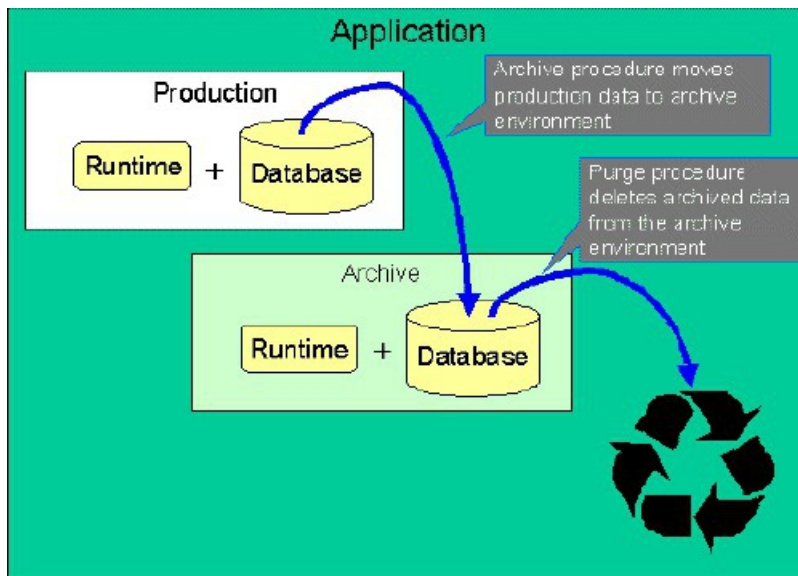 Application
Production
Runtime + Database
Archive procedure moves
production data to archive
environment
Purge procedure
deletes archived data
from the archive
environment
Archive
Runtime + Database